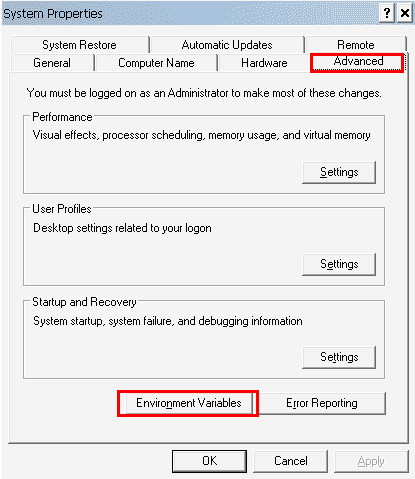 System Properties
System Restore Automatic Updates Remote
General Computer Name Hardware Advanced
You must be logged on as an Administrator to make most of these changes.
Performance
Visual effects, processor scheduling, memory usage, and virtual memory
Settings
User Profiles
Desktop settings related to your logon
Settings
Startup and Recovery
System startup, system failure, and debugging information
Settings
Environment Variables Error Reporting
OK Cancel Apply